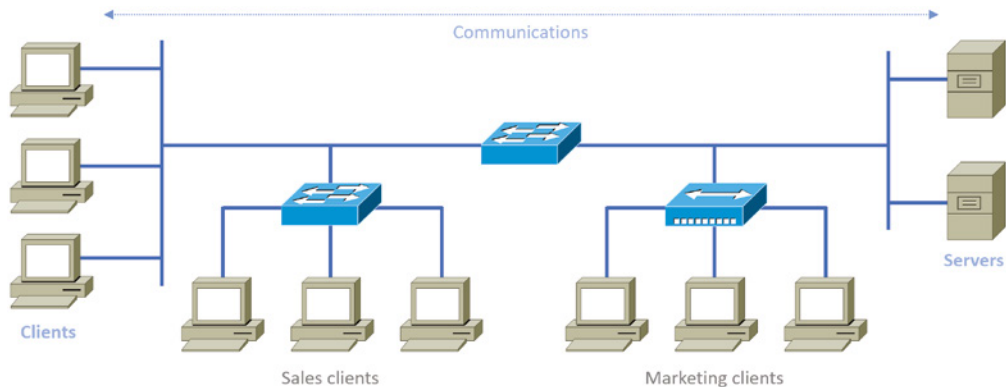 Communications
Clients
Servers
Sales clients
Marketing clients